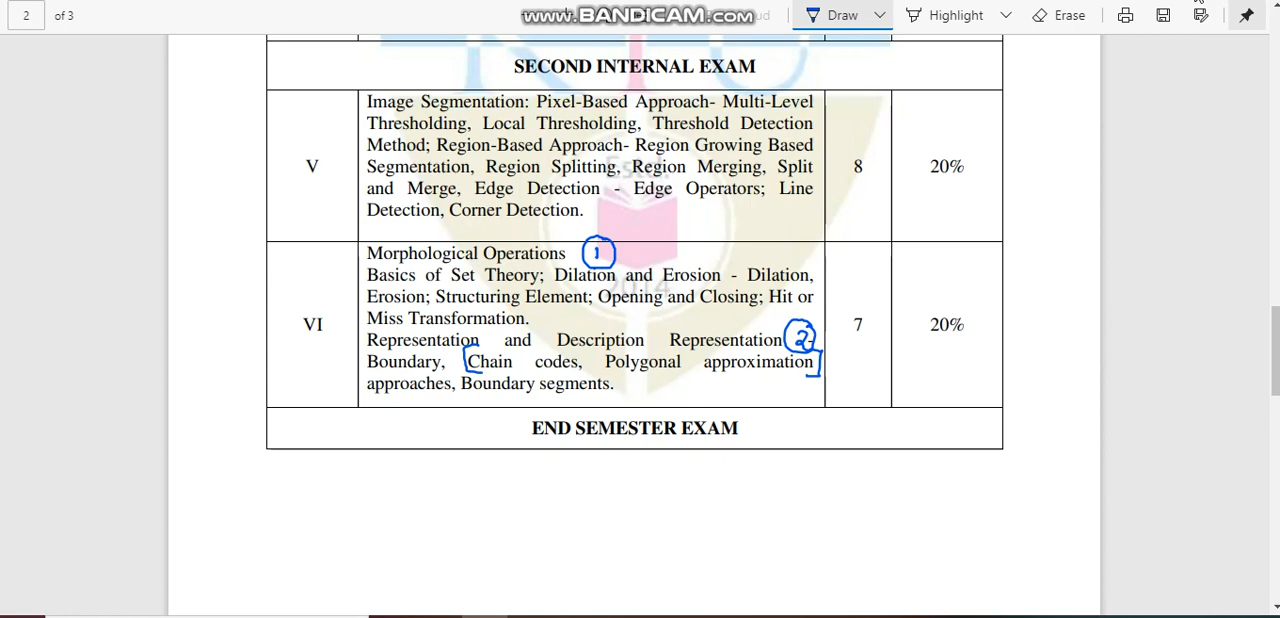 2 of 3 www.BANDICAM.com ud Draw Highlight Erase
SECOND INTERNAL EXAM
V
Image Segmentation: Pixel-Based Approach- Multi-Level
Thresholding, Local Thresholding, Threshold Detection
Method; Region-Based Approach- Region Growing Based
Segmentation, Region Splitting, Region Merging, Split
and Merge, Edge Detection - Edge Operators; Line
Detection, Corner Detection.
8
20%
Estd.
VI
Morphological Operations 1
Basics of Set Theory; Dilation and Erosion - Dilation,
Erosion; Structuring Element; Opening and Closing; Hit or
Miss Transformation.
Representation and Description Representation 2-
Boundary, [Chain codes, Polygonal approximation]
approaches, Boundary segments.
7
20%
2014
END SEMESTER EXAM